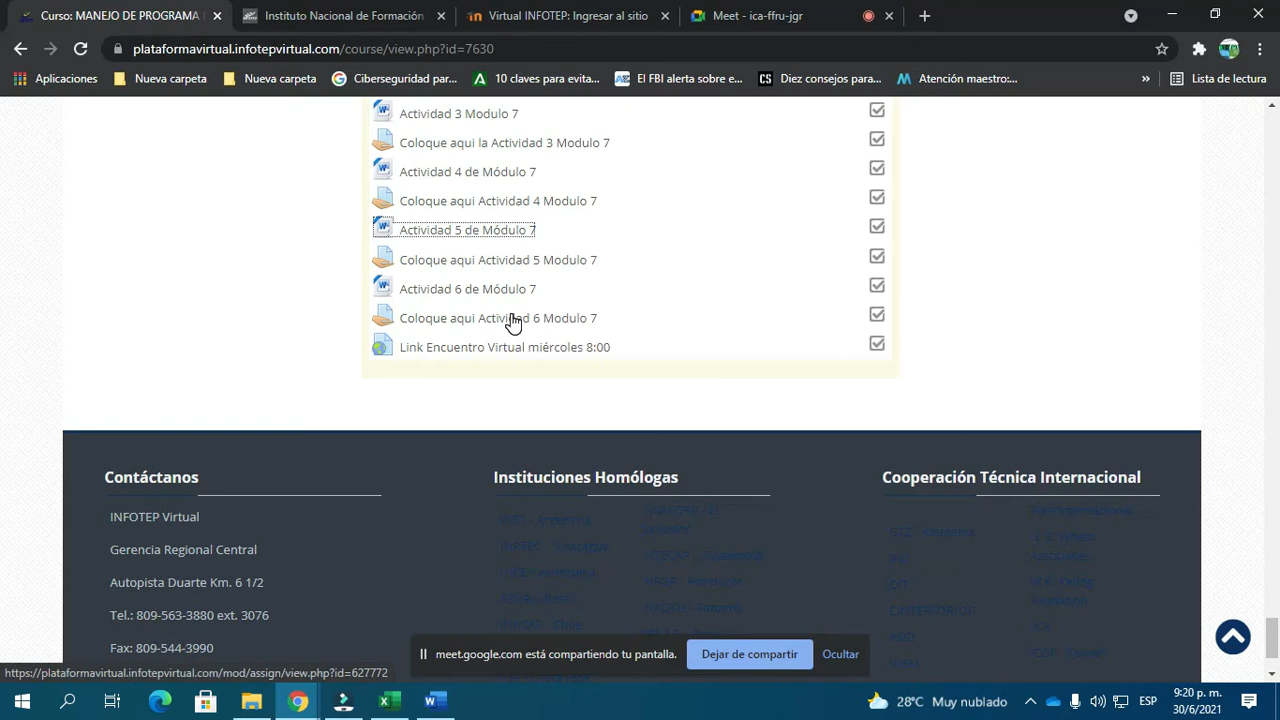 Curso: MANEJO DE PROGRAMA
Instituto Nacional de Formación
Virtual INFOTEP: Ingresar al sitio
Meet - ica-ffru-jgr
plataformavirtual.infotepvirtual.com/course/view.php?id=7630
Aplicaciones
Nueva carpeta
Nueva carpeta
Ciberseguridad par...
10 claves para evita...
El FBI alerta sobre e...
Diez consejos para...
Atención maestro:...
»
Lista de lectura
Actividad 3 Modulo 7
Coloque aqui la Actividad 3 Modulo 7
Actividad 4 de Módulo 7
Coloque aqui Actividad 4 Modulo 7
Actividad 5 de Módulo 7
Coloque aqui Actividad 5 Modulo 7
Actividad 6 de Módulo 7
Coloque aqui Actividad 6 Modulo 7
Link Encuentro Virtual miércoles 8:00
Contáctanos
Instituciones Homólogas
Cooperación Técnica Internacional
INFOTEP Virtual
Gerencia Regional Central
Autopista Duarte Km. 6 1/2
Tel.: 809-563-3880 ext. 3076
Fax: 809-544-3990
meet.google.com está compartiendo tu pantalla.
Dejar de compartir
Ocultar
https://plataformavirtual.infotepvirtual.com/mod/assign/view.php?id=627772
28°C Muy nublado
ESP
9:20 p. m.
30/6/2021